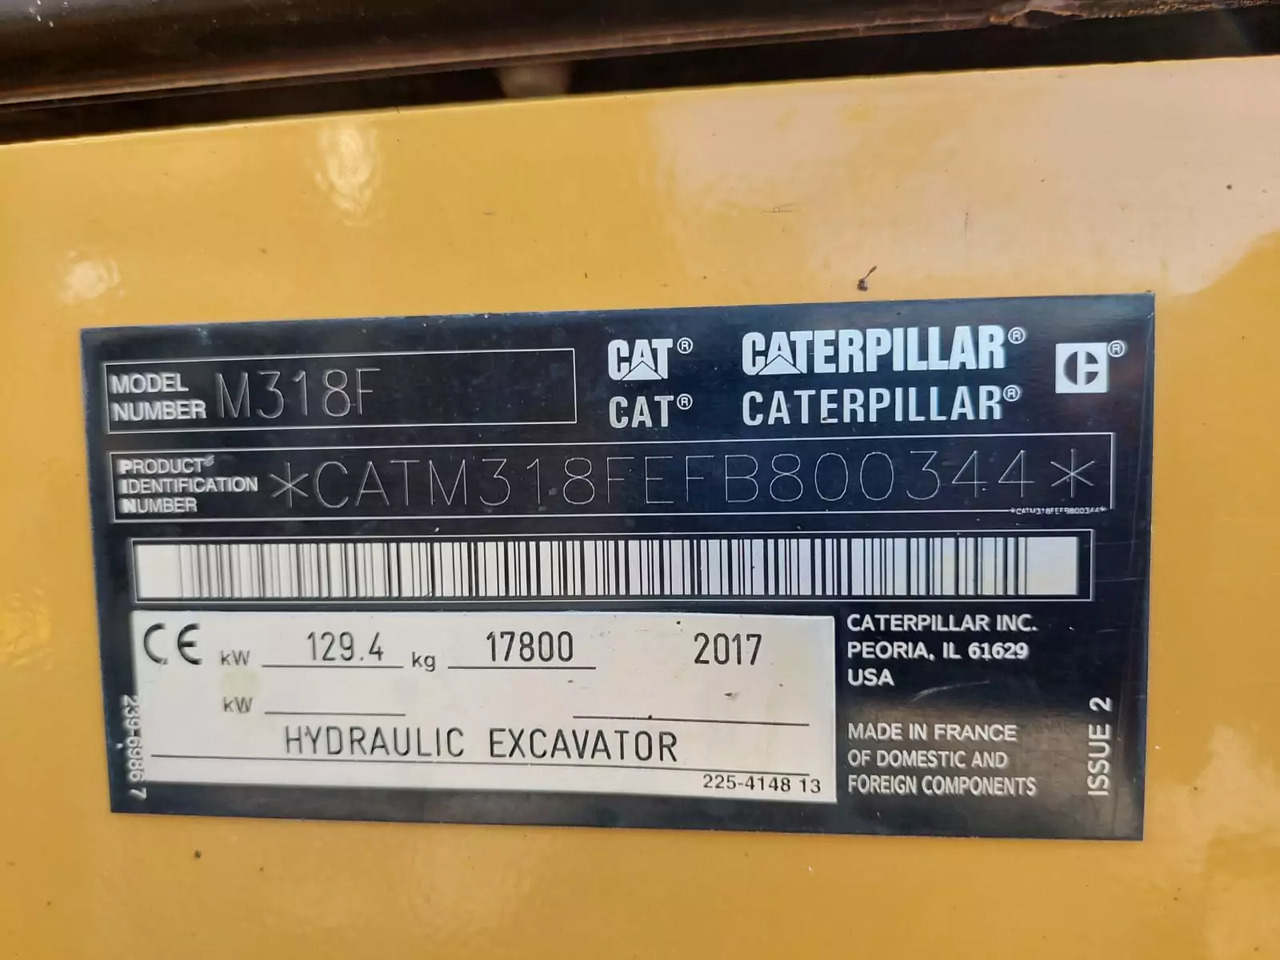 MODEL NUMBER M318F
CAT® CATERPILLAR®
CAT® CATERPILLAR®
PRODUCT IDENTIFICATION NUMBER *CATM318FEFB800344*
*CATM318FEFB800344*
CE kW 129.4 kg 17800 2017
kW
HYDRAULIC EXCAVATOR
225-4148 13
239-6986 7
CATERPILLAR INC.
PEORIA, IL 61629
USA
MADE IN FRANCE
OF DOMESTIC AND
FOREIGN COMPONENTS
ISSUE 2